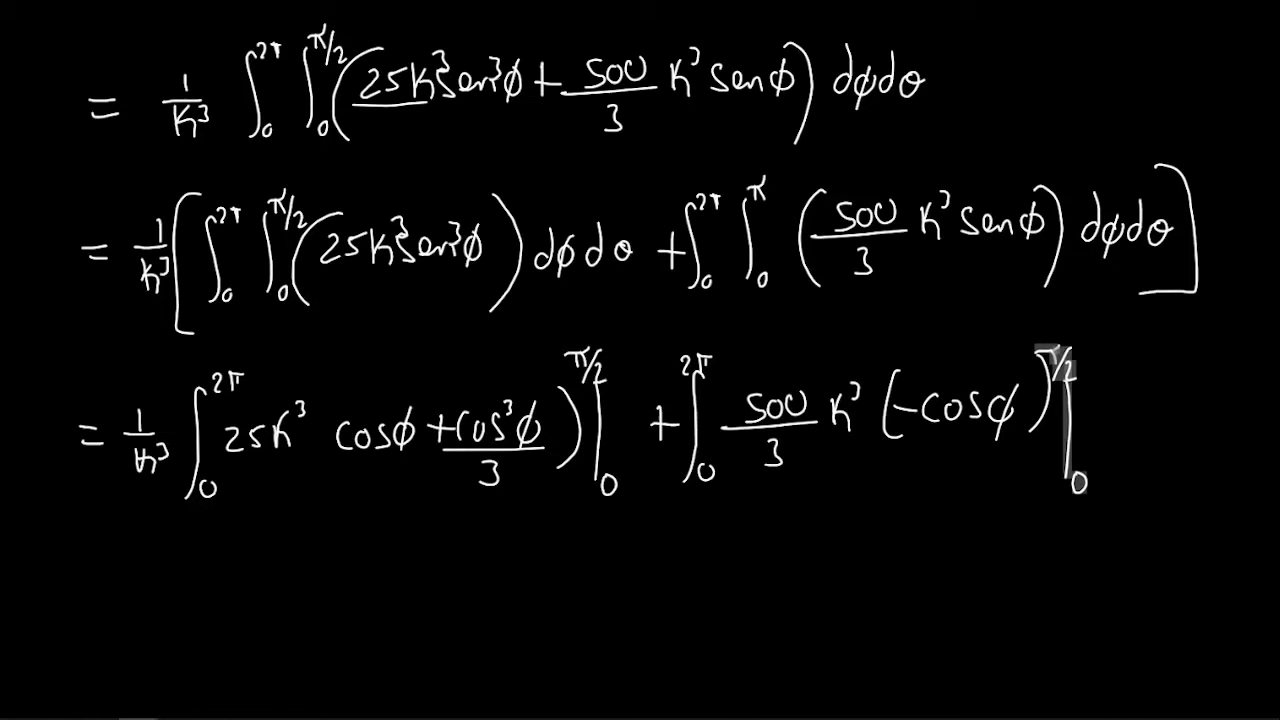 = 1/K³ ∫₀^2π ∫₀^π/2 (25K³sen³φ + 500/3 K³ senφ) dφdθ
= 1/K³ [∫₀^2π ∫₀^π/2 (25K³sen³φ) dφdθ + ∫₀^2π ∫₀^π (500/3 K³ senφ) dφdθ]
= 1/K³ ∫₀^2π 25K³ cosφ + cos³φ/3 )|₀^π/2 + ∫₀^2π 500/3 K³ (-cosφ)|₀^π/2